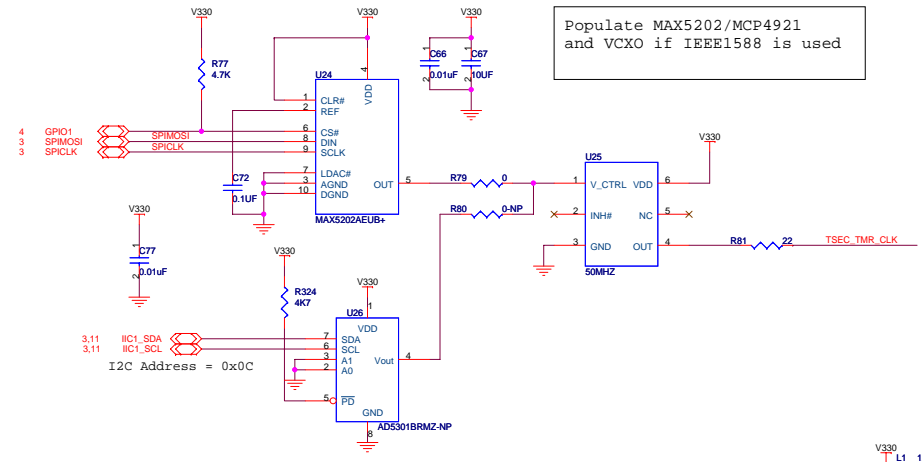 V330
V330
V330
Populate MAX5202/MCP4921
and VCXO if IEEE1588 is used
R77
4.7K
C66
0.01uF
1
2
C67
10UF
1
2
U24
4
VDD
1 CLR#
2 REF
4 GPIO1
3 SPIMOSI
3 SPICLK
SPIMOSI
SPICLK
6 CS#
8 DIN
9 SCLK
7 LDAC#
3 AGND
10 DGND
OUT 5
MAX5202AEUB+
C72
0.1UF
R79 0
R80 0-NP
V330
U25
1 V_CTRL VDD 6
2 INH# NC 5
3 GND OUT 4
50MHZ
R81 22
TSEC_TMR_CLK
V330
C77
0.01uF
1
2
V330
R324
4K7
V330
U26
1
VDD
3,11 IIC1_SDA
3,11 IIC1_SCL
I2C Address = 0x0C
7 SDA
6 SCL
3 A1
2 A0
Vout 4
5 PD
GND
8
AD5301BRMZ-NP
V330
L1 1